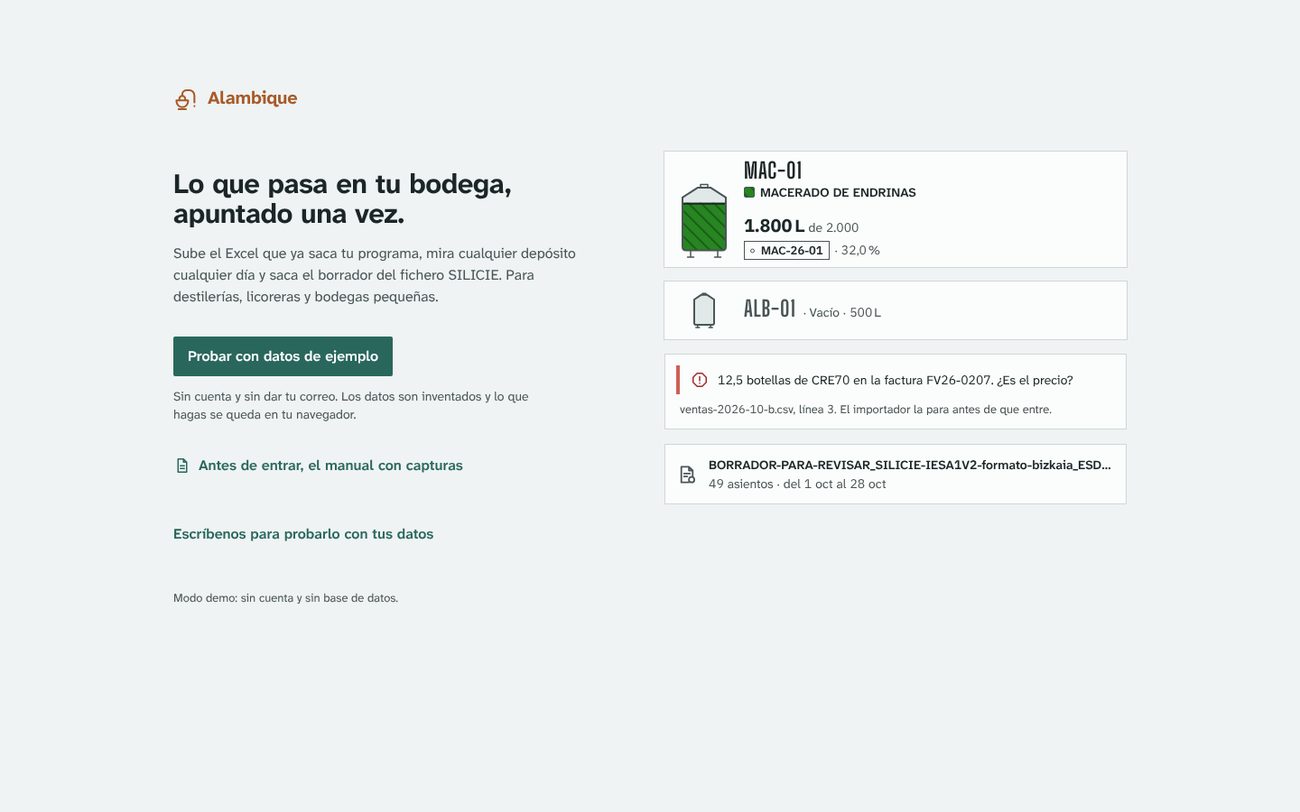 Alambique
Lo que pasa en tu bodega,
apuntado una vez.
Sube el Excel que ya saca tu programa, mira cualquier depósito
cualquier día y saca el borrador del fichero SILICIE. Para
destilerías, licoreras y bodegas pequeñas.
Probar con datos de ejemplo
Sin cuenta y sin dar tu correo. Los datos son inventados y lo que
hagas se queda en tu navegador.
Antes de entrar, el manual con capturas
Escríbenos para probarlo con tus datos
Modo demo: sin cuenta y sin base de datos.
MAC-01
MACERADO DE ENDRINAS
1.800 L de 2.000
MAC-26-01 · 32,0 %
ALB-01 · Vacío · 500 L
12,5 botellas de CRE70 en la factura FV26-0207. ¿Es el precio?
ventas-2026-10-b.csv, línea 3. El importador la para antes de que entre.
BORRADOR-PARA-REVISAR_SILICIE-IESA1V2-formato-bizkaia_ESD...
49 asientos · del 1 oct al 28 oct